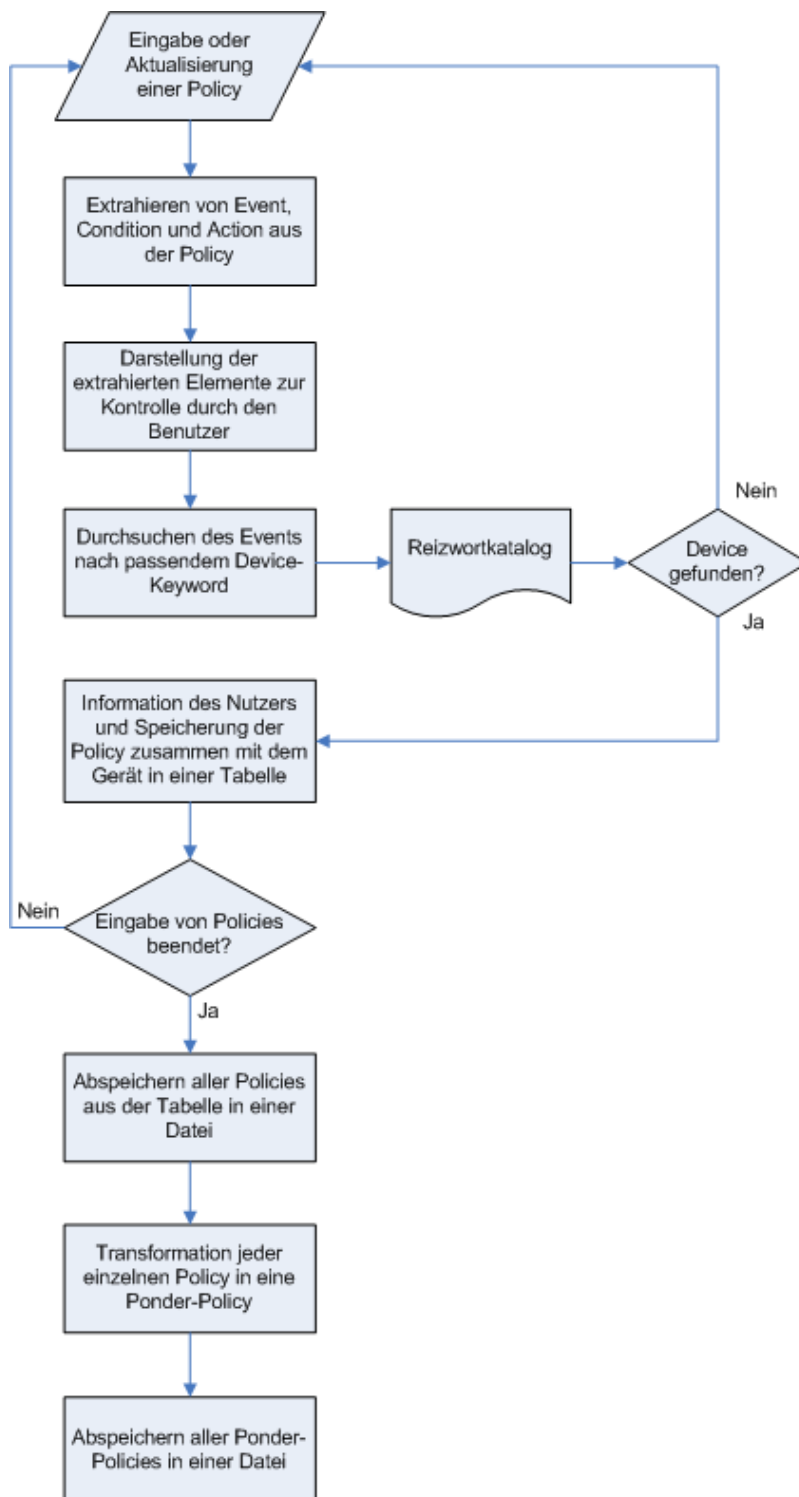 Eingabe oder
Aktualisierung
einer Policy
Extrahieren von Event,
Condition und Action aus
der Policy
Darstellung der
extrahierten Elemente zur
Kontrolle durch den
Benutzer
Durchsuchen des Events
nach passendem Device-
Keyword
Reizwortkatalog
Device
gefunden?
Nein
Ja
Information des Nutzers
und Speicherung der
Policy zusammen mit dem
Gerät in einer Tabelle
Eingabe von Policies
beendet?
Nein
Ja
Abspeichern aller Policies
aus der Tabelle in einer
Datei
Transformation jeder
einzelnen Policy in eine
Ponder-Policy
Abspeichern aller Ponder-
Policies in einer Datei